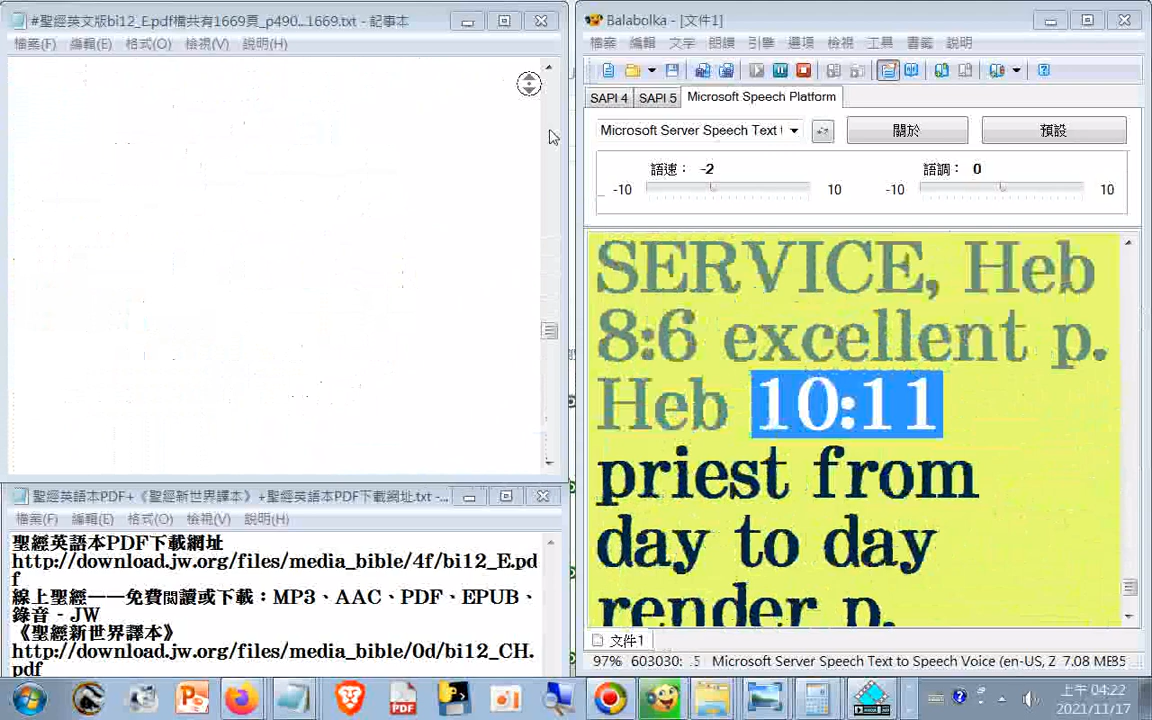 #聖經英文版bi12_E.pdf檔共有1669頁_p490...1669.txt - 記事本
檔案(F) 編輯(E) 格式(O) 檢視(V) 說明(H)
聖經英語本PDF+《聖經新世界譯本》+聖經英語本PDF下載網址.txt -...
檔案(F) 編輯(E) 格式(O) 檢視(V) 說明(H)
聖經英語本PDF下載網址
http://download.jw.org/files/media_bible/4f/bi12_E.pd
f
線上聖經——免費閱讀或下載：MP3、AAC、PDF、EPUB、
錄音 - JW
《聖經新世界譯本》
http://download.jw.org/files/media_bible/0d/bi12_CH.
pdf
Balabolka - [文件1]
檔案 編輯 文字 朗讀 引擎 選項 檢視 工具 書籤 說明
SAPI 4 SAPI 5 Microsoft Speech Platform
Microsoft Server Speech Text t 關於 預設
語速： -2 語調： 0
-10 10 -10 10
SERVICE, Heb
8:6 excellent p.
Heb 10:11
priest from
day to day
render p.
文件1
97% 603030: .5 Microsoft Server Speech Text to Speech Voice (en-US, Z 7.08 MB
上午 04:22
2021/11/17